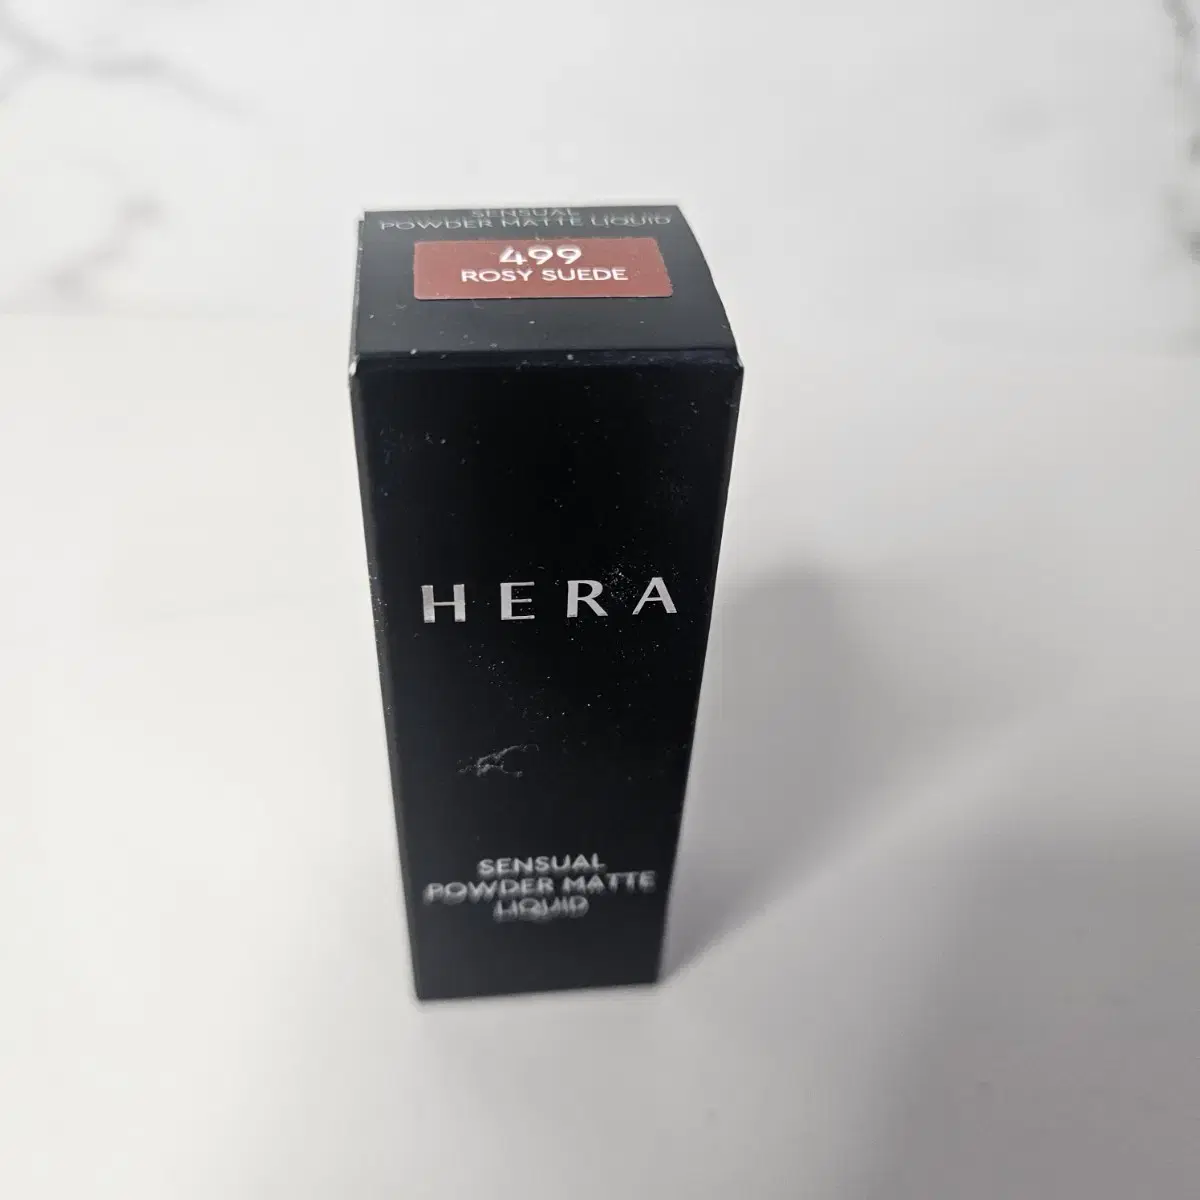 SENSUAL
POWDER MATTE LIQUID
499
ROSY SUEDE
HERA
SENSUAL
POWDER MATTE
LIQUID